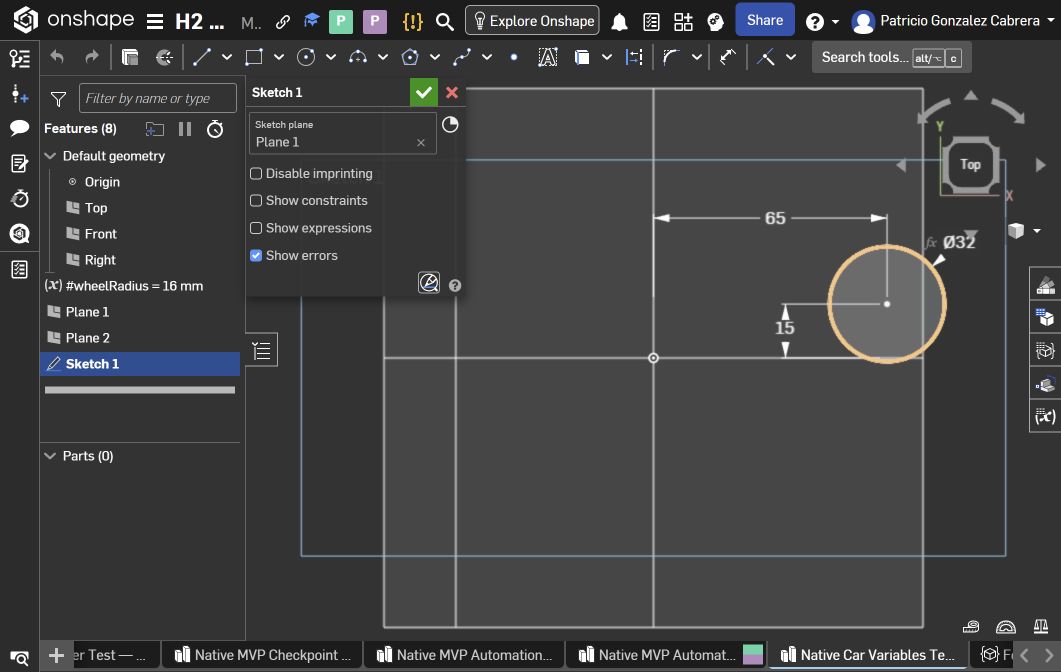 onshape H2 ... M.. P P {!} Explore Onshape Share ? Patricio Gonzalez Cabrera
Search tools... alt/⌥ c
Filter by name or type
Features (8)
Default geometry
Origin
Top
Front
Right
(x) #wheelRadius = 16 mm
Plane 1
Plane 2
Sketch 1
Parts (0)
Sketch 1
Sketch plane
Plane 1
Disable imprinting
Show constraints
Show expressions
Show errors
Y
Top
X
65
fx Ø32
15
(x)
er Test — ...
Native MVP Checkpoint ...
Native MVP Automation...
Native MVP Automat...
Native Car Variables Te...